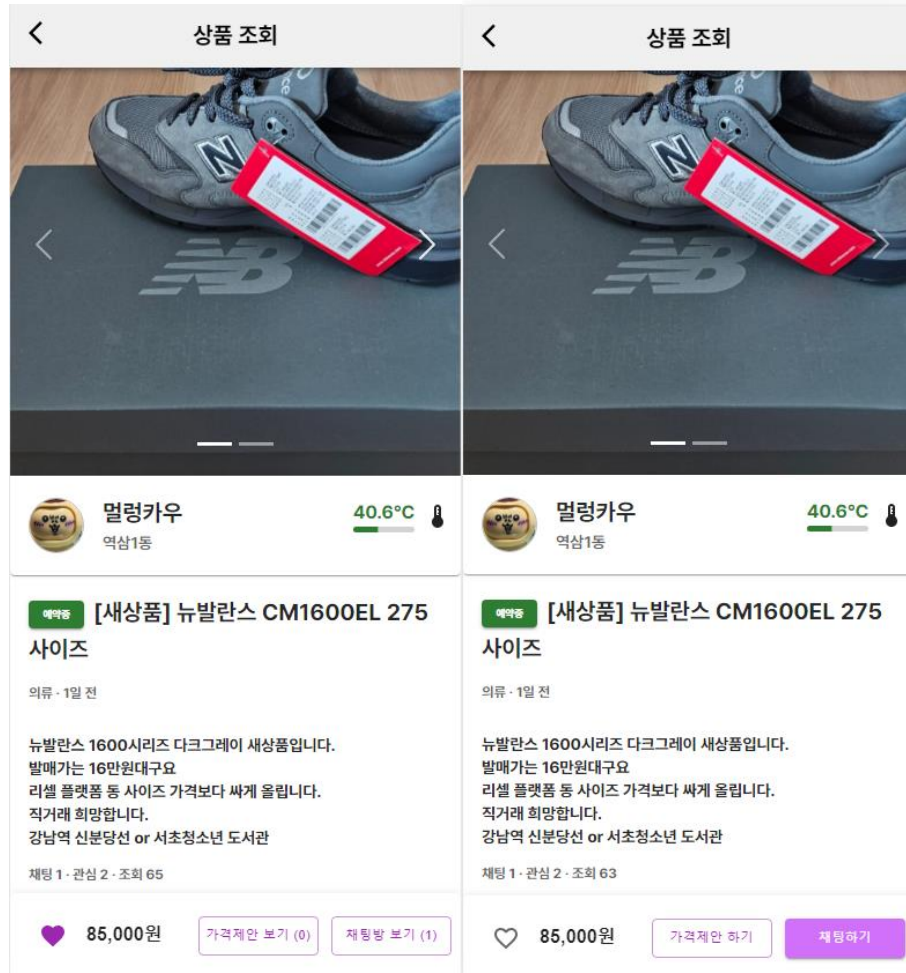 상품 조회
N
NB
멀렁카우
40.6°C
역삼1동
예약중 [새상품] 뉴발란스 CM1600EL 275
사이즈
의류 · 1일 전
뉴발란스 1600시리즈 다크그레이 새상품입니다.
발매가는 16만원대구요
리셀 플랫폼 동 사이즈 가격보다 싸게 올립니다.
직거래 희망합니다.
강남역 신분당선 or 서초청소년 도서관
채팅 1 · 관심 2 · 조회 65
85,000원 가격제안 보기 (0) 채팅방 보기 (1)
상품 조회
N
NB
멀렁카우
40.6°C
역삼1동
예약중 [새상품] 뉴발란스 CM1600EL 275
사이즈
의류 · 1일 전
뉴발란스 1600시리즈 다크그레이 새상품입니다.
발매가는 16만원대구요
리셀 플랫폼 동 사이즈 가격보다 싸게 올립니다.
직거래 희망합니다.
강남역 신분당선 or 서초청소년 도서관
채팅 1 · 관심 2 · 조회 63
85,000원 가격제안 하기 채팅하기